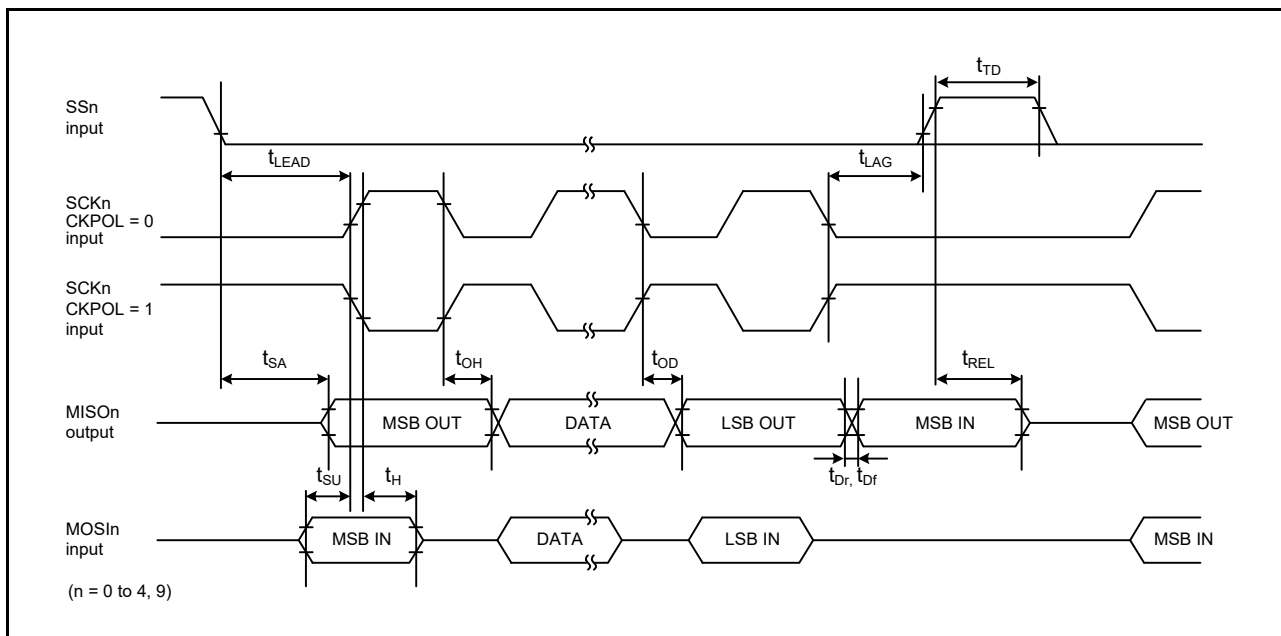 tTD
SSn
input
tLEAD
tLAG
SCKn
CKPOL = 0
input
SCKn
CKPOL = 1
input
tSA
tOH
tOD
tREL
MISOn
output
MSB OUT
DATA
LSB OUT
MSB IN
MSB OUT
tSU
tH
tDr, tDf
MOSIn
input
MSB IN
DATA
LSB IN
MSB IN
(n = 0 to 4, 9)